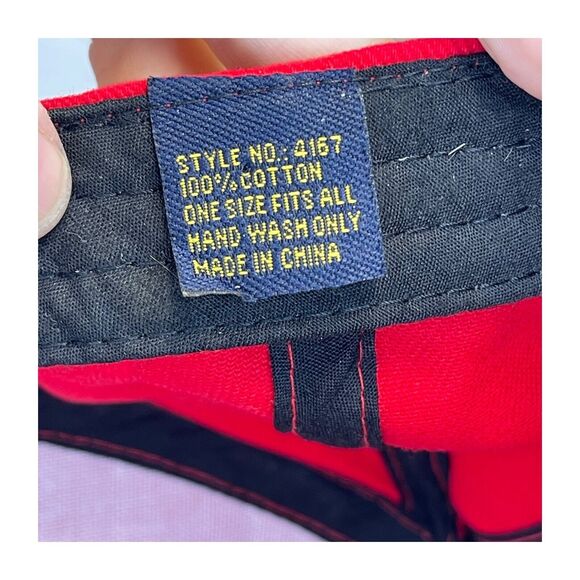 STYLE NO.: 4167
100% COTTON
ONE SIZE FITS ALL
HAND WASH ONLY
MADE IN CHINA